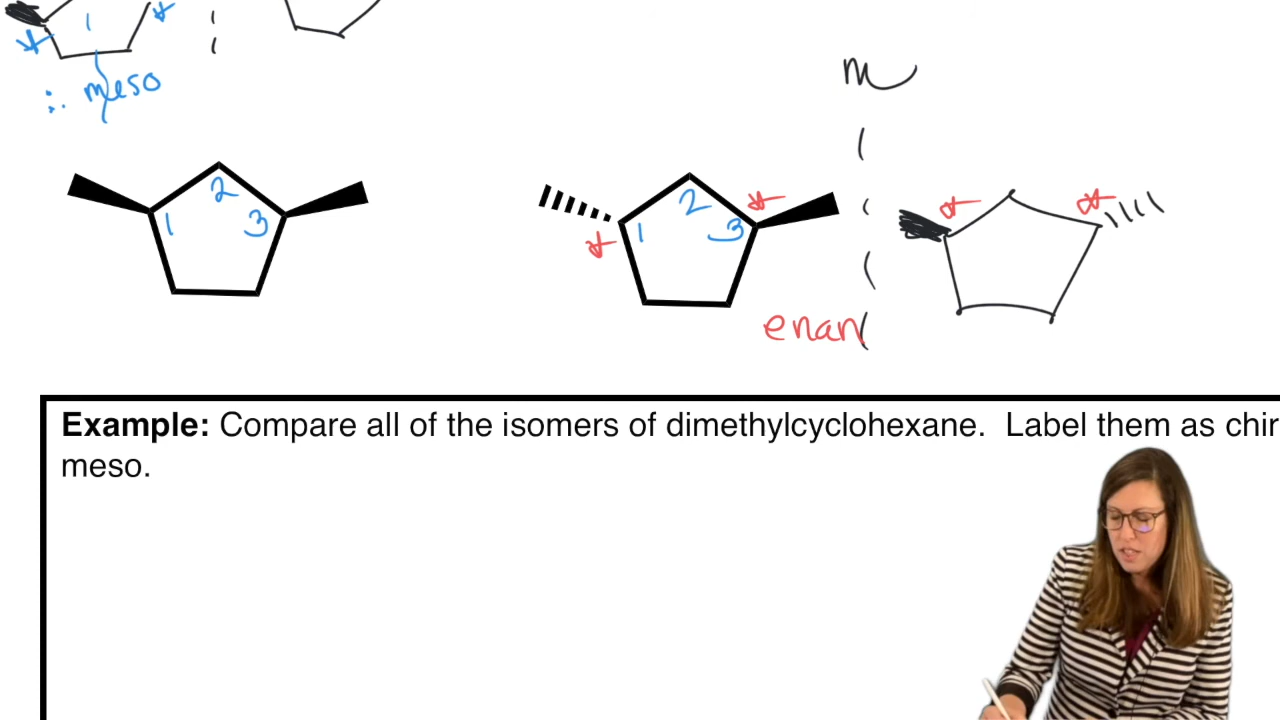 1
∴ meso
m
2
1 3
2
1 3
enan
Example: Compare all of the isomers of dimethylcyclohexane. Label them as chir
meso.